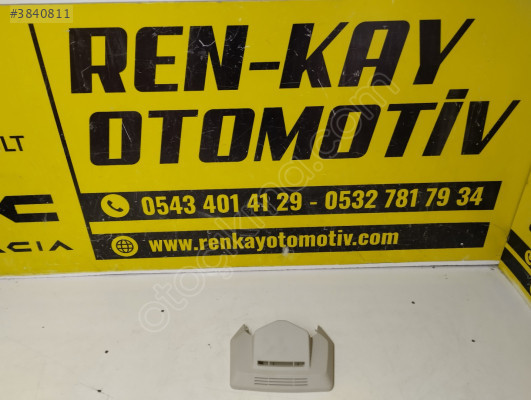 #3840811
REN-KAY
OTOMOTİV
LT
ACIA
0543 401 41 29 - 0532 781 79 34
www.renkayotomotiv.com